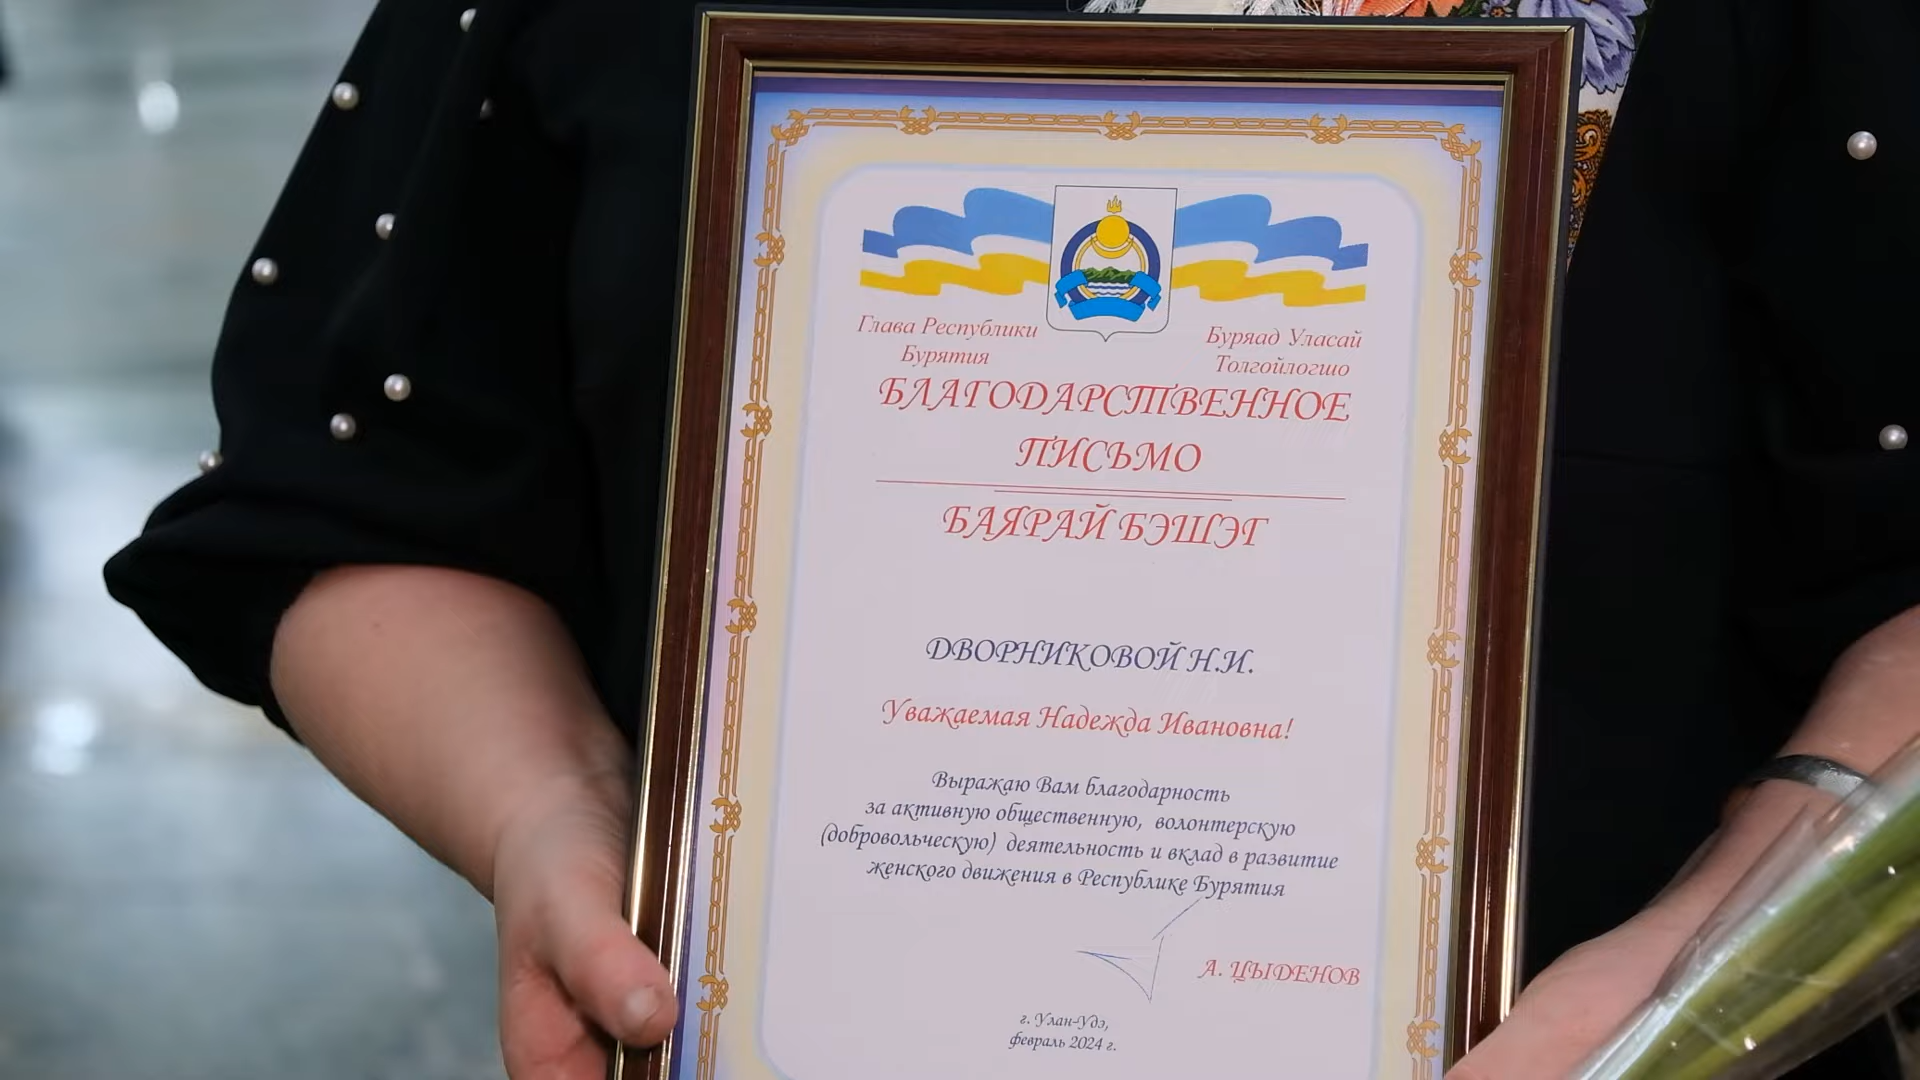 Глава Республики
Бурятия
Буряад Уласай
Толгойлогшо
БЛАГОДАРСТВЕННОЕ
ПИСЬМО
БАЯРАЙ БЭШЭГ
ДВОРНИКОВОЙ Н.И.
Уважаемая Надежда Ивановна!
Выражаю Вам благодарность
за активную общественную, волонтерскую
(добровольческую) деятельность и вклад в развитие
женского движения в Республике Бурятия
А. ЦЫДЕНОВ
г. Улан-Удэ,
февраль 2024 г.